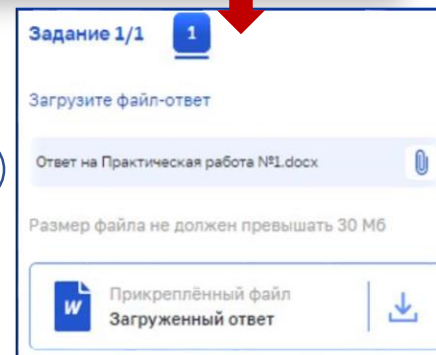 Задание 1/1 1
Загрузите файл-ответ
Ответ на Практическая работа №1.docx
Размер файла не должен превышать 30 Мб
W Прикреплённый файл
Загруженный ответ